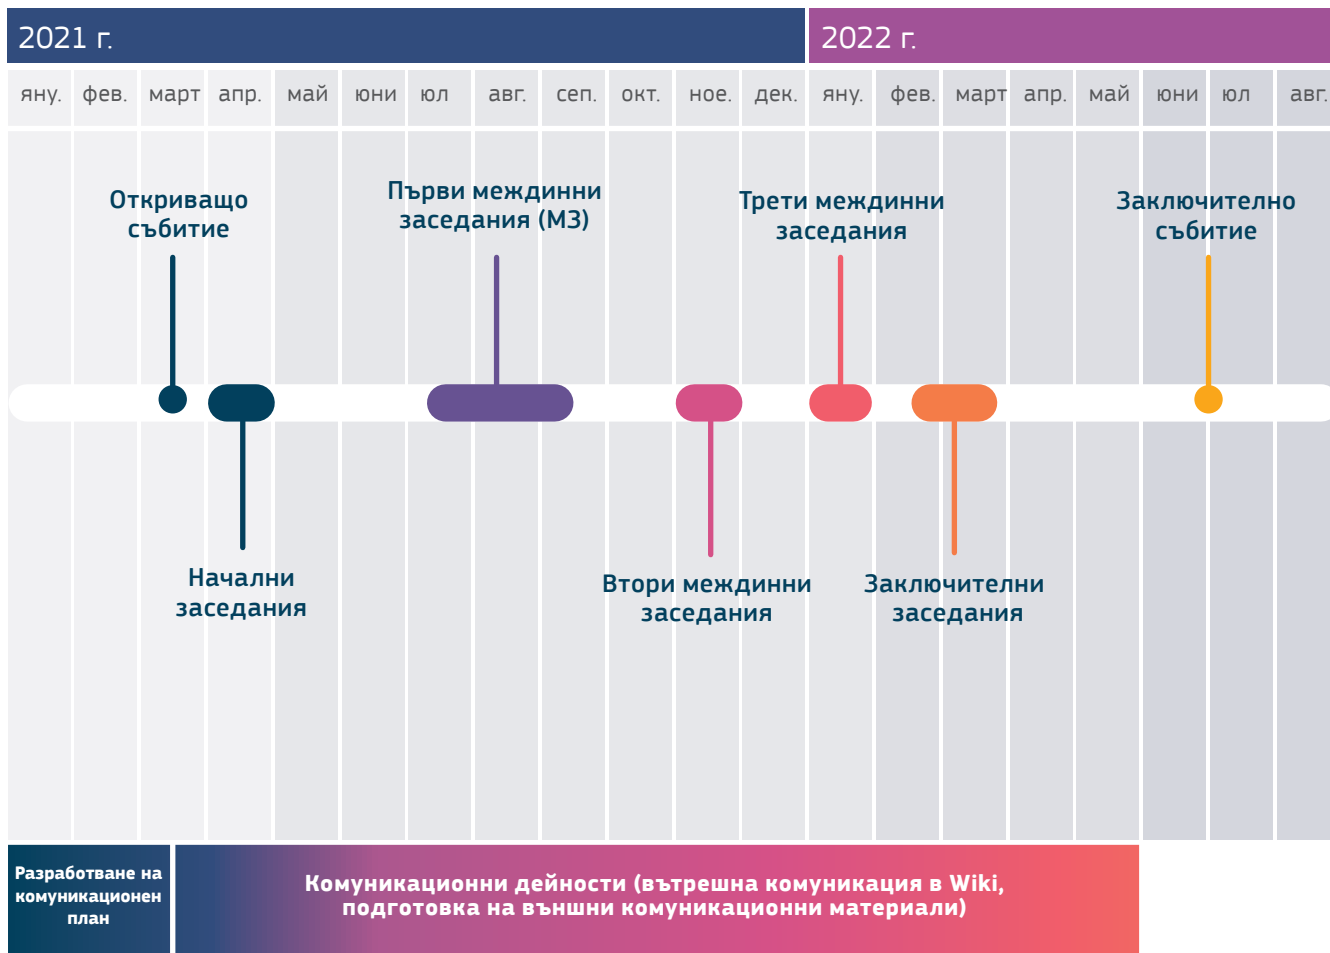 2021 г.
2022 г.
яну. фев. март апр. май юни юл авг. сеп. окт. ное. дек. яну. фев. март апр. май юни юл авг.
Откриващо
събитие
Първи междинни
заседания (МЗ)
Трети междинни
заседания
Заключително
събитие
Начални
заседания
Втори междинни
заседания
Заключителни
заседания
Разработване на
комуникационен
план
Комуникационни дейности (вътрешна комуникация в Wiki,
подготовка на външни комуникационни материали)